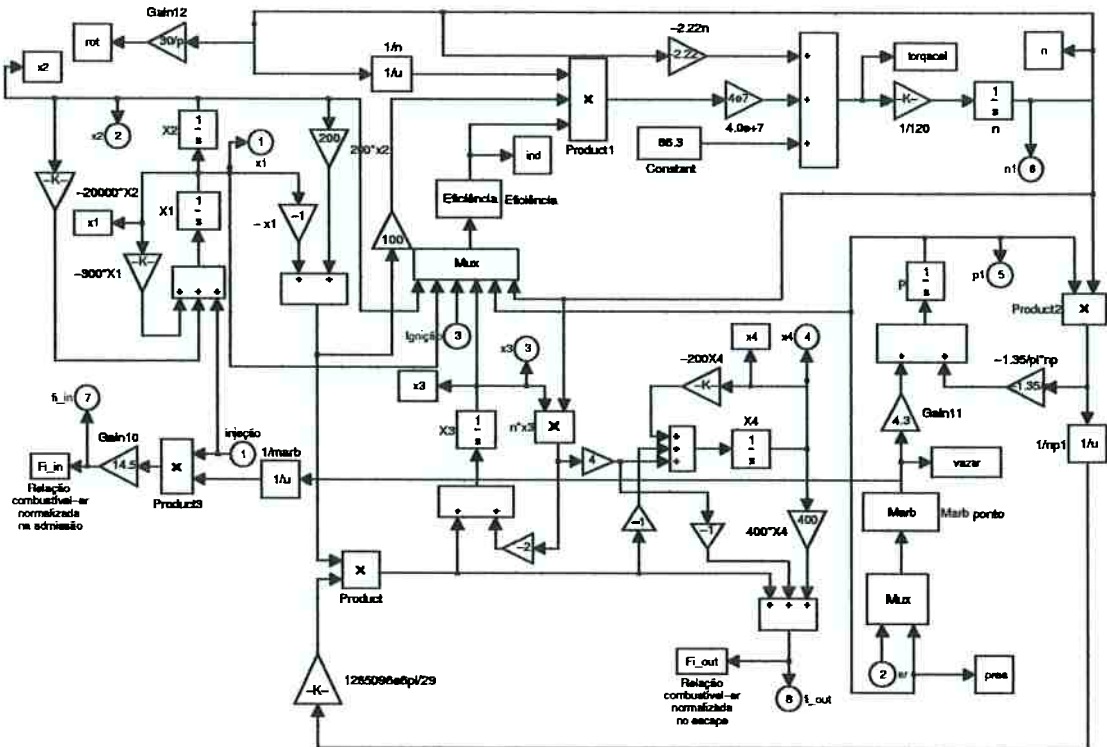 Gain12
rot
30/p
x2
1/n
1/u
-2.22n
-2.22
torqacel
n
-K-
1/120
1
s
n
n1
6
x
Product1
4e7
4.0e+7
66.3
Constant
x2
2
X2
1
s
1
x1
200
200*x2
ind
Eficiência
Eficiência
-K-
-20000*X2
X1
1
s
x1
-1
- x1
100
Mux
-K-
-300*X1
Ignição
3
x3
3
x3
X3
1
s
x
n*x3
-200X4
-K-
x4
x4
4
X4
1
s
P
1
s
p1
5
Product2
x
-1.35/pi*np
-1.35/
4.3
Gain11
1/np1
1/u
fi_in
7
Gain10
14.5
Fi_in
Relação
combustível-ar
normalizada
na admissão
x
Product3
injeção
1
1/marb
1/u
4
-2
-1
-1
400*X4
400
vazar
Marb
Marb ponto
Mux
2
ar
pres
x
Product
-K-
1285096e6pi/29
Fi_out
Relação
combustível-ar
normalizada
no escape
fi_out